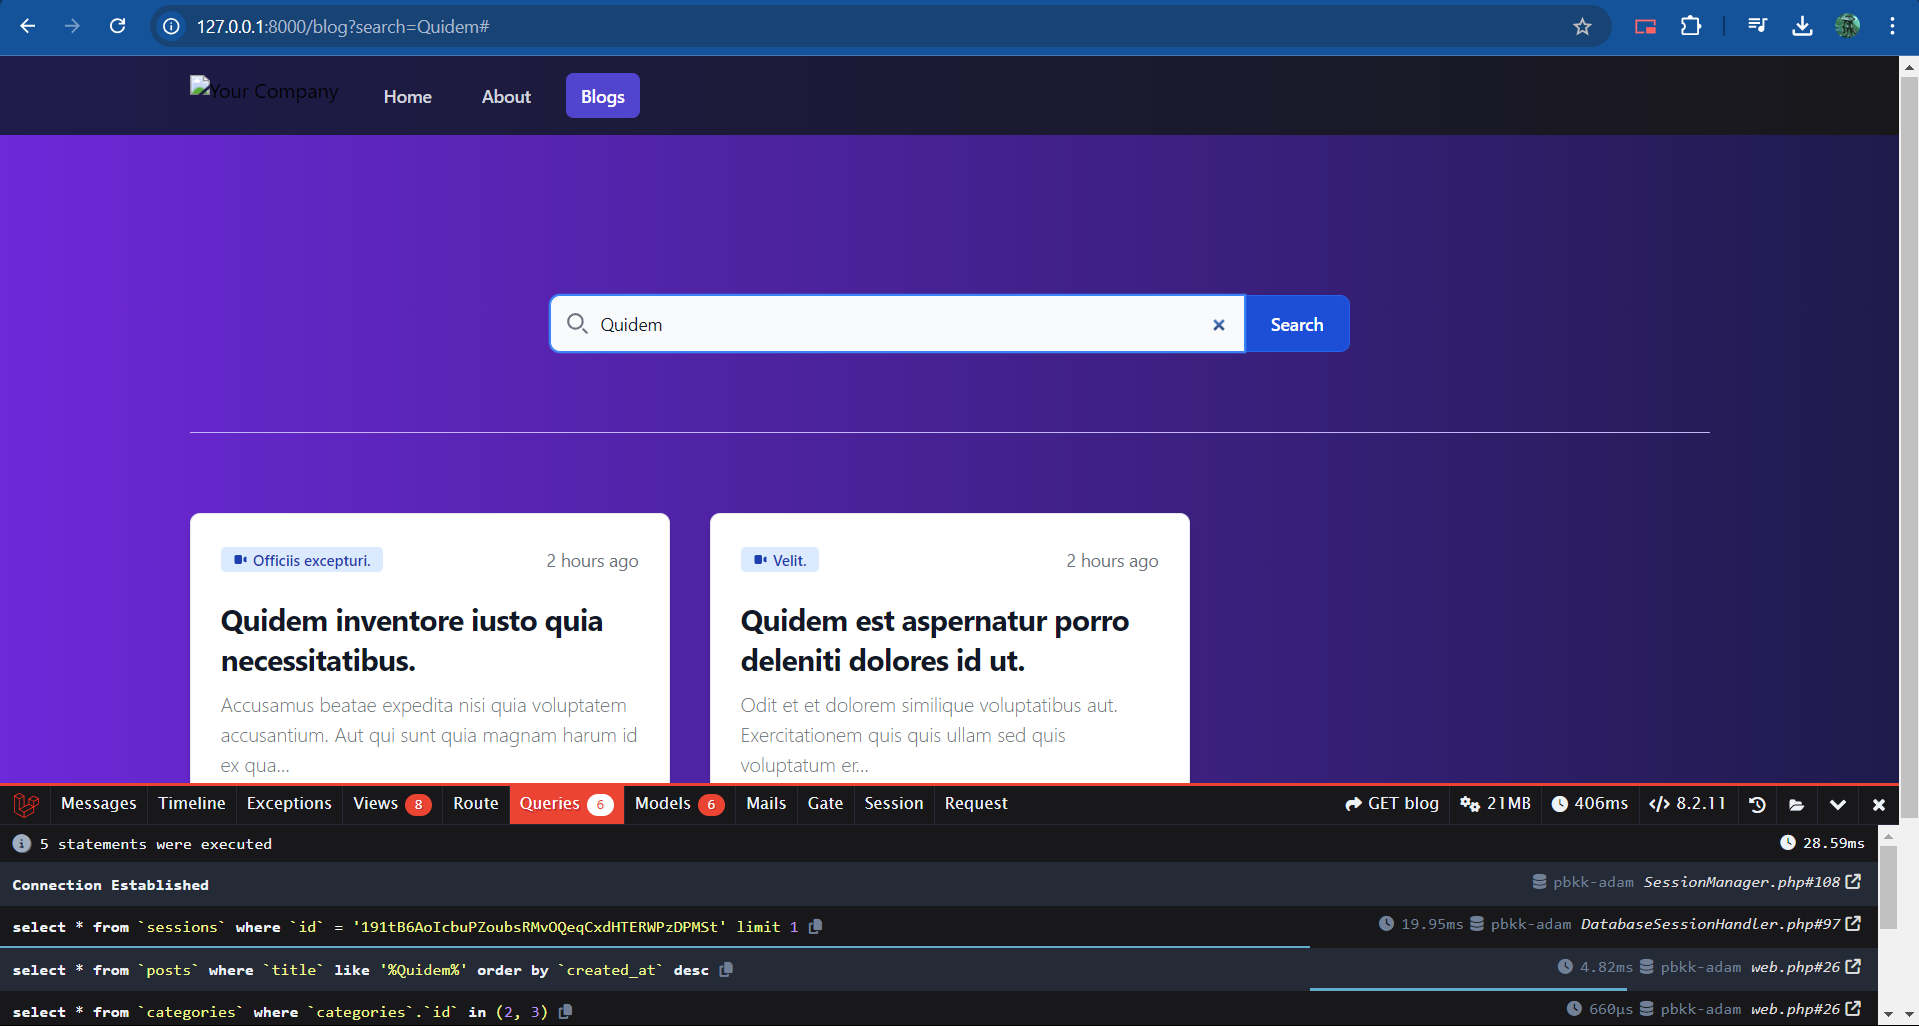 127.0.0.1:8000/blog?search=Quidem#
Your Company Home About Blogs
Quidem Search
Officiis excepturi. 2 hours ago
Quidem inventore iusto quia
necessitatibus.
Accusamus beatae expedita nisi quia voluptatem
accusantium. Aut qui sunt quia magnam harum id
ex qua...
Velit. 2 hours ago
Quidem est aspernatur porro
deleniti dolores id ut.
Odit et et dolorem similique voluptatibus aut.
Exercitationem quis quis ullam sed quis
voluptatum er...
Messages Timeline Exceptions Views 8 Route Queries 6 Models 6 Mails Gate Session Request GET blog 21MB 406ms 8.2.11
5 statements were executed 28.59ms
Connection Established pbkk-adam SessionManager.php#108
select * from `sessions` where `id` = '191tB6AoIcbuPZoubsRMvOQeqCxdHTERWPzDPMSt' limit 1 19.95ms pbkk-adam DatabaseSessionHandler.php#97
select * from `posts` where `title` like '%Quidem%' order by `created_at` desc 4.82ms pbkk-adam web.php#26
select * from `categories` where `categories`.`id` in (2, 3) 660μs pbkk-adam web.php#26